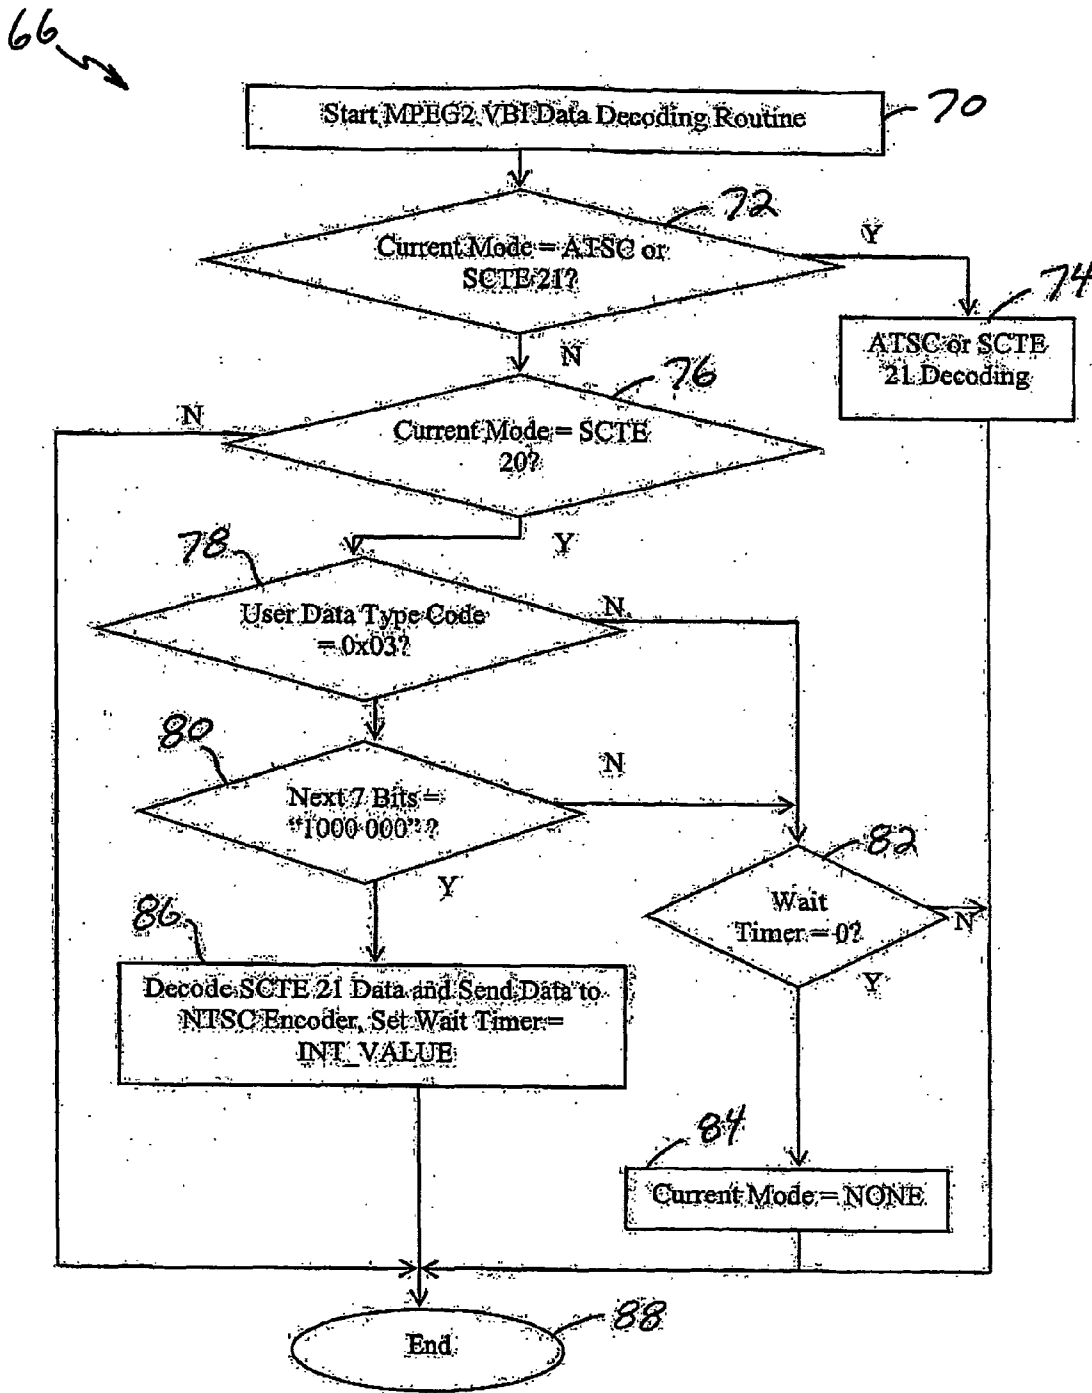 66
Start MPEG2 VBI Data Decoding Routine
70
72
Current Mode = ATSC or
SCTE 21?
Y
74
ATSC or SCTE
21 Decoding
N
76
N
Current Mode = SCTE
20?
Y
78
User Data Type Code
= 0x03?
N
80
Next 7 Bits =
"1000 000" ?
N
82
Wait
Timer = 0?
N
Y
Y
86
Decode SCTE 21 Data and Send Data to
NTSC Encoder, Set Wait Timer =
INT_VALUE
84
Current Mode = NONE
End
88